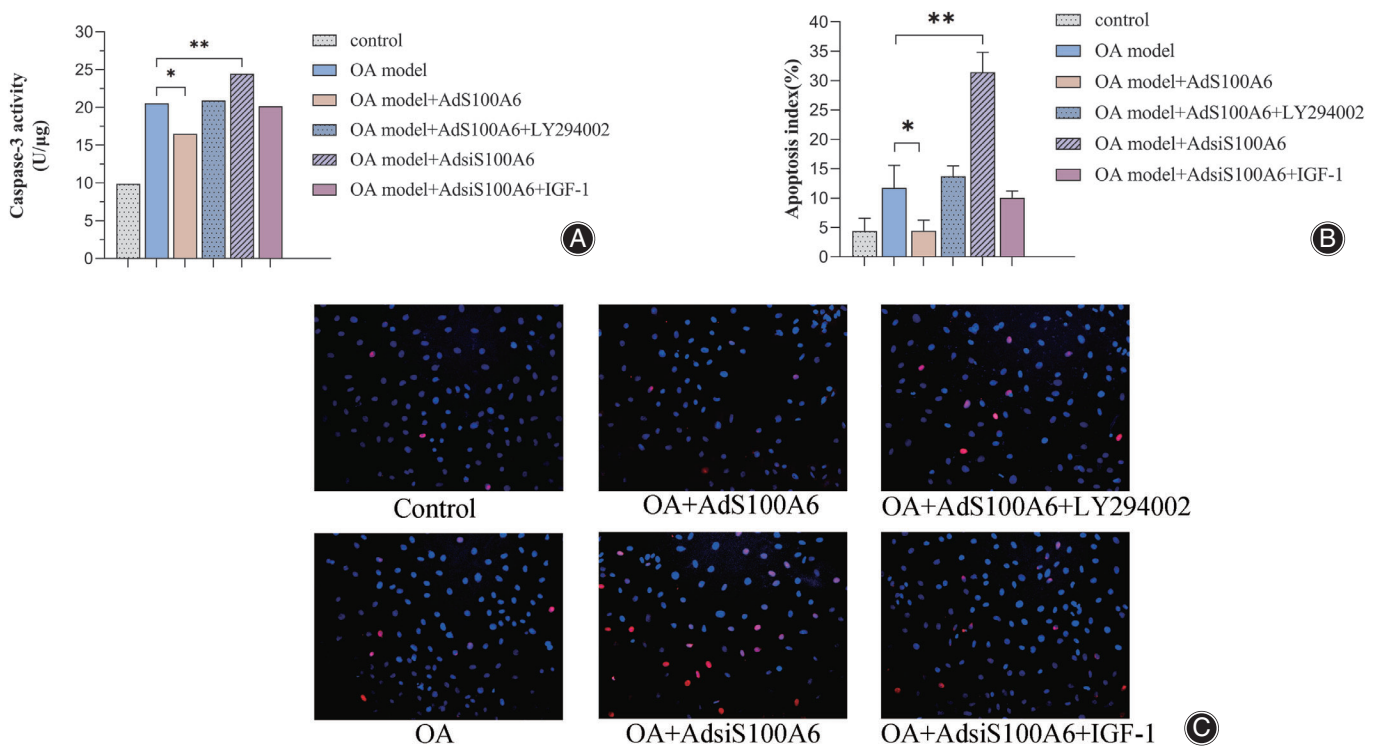 Caspase-3 activity
(U/μg)
30
25
20
15
10
5
0
*
**
control
OA model
OA model+AdS100A6
OA model+AdS100A6+LY294002
OA model+AdsiS100A6
OA model+AdsiS100A6+IGF-1
A
Apoptosis index(%)
40
35
30
25
20
15
10
5
0
*
**
control
OA model
OA model+AdS100A6
OA model+AdS100A6+LY294002
OA model+AdsiS100A6
OA model+AdsiS100A6+IGF-1
B
Control
OA+AdS100A6
OA+AdS100A6+LY294002
OA
OA+AdsiS100A6
OA+AdsiS100A6+IGF-1
C